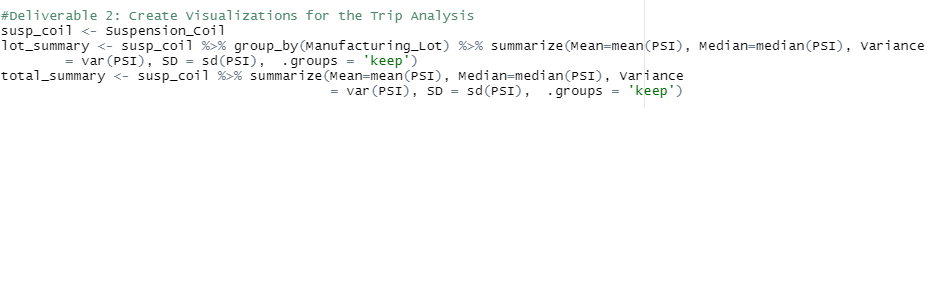 #Deliverable 2: Create Visualizations for the Trip Analysis
susp_coil <- Suspension_Coil
lot_summary <- susp_coil %>% group_by(Manufacturing_Lot) %>% summarize(Mean=mean(PSI), Median=median(PSI), Variance
= var(PSI), SD = sd(PSI),  .groups = 'keep')
total_summary <- susp_coil %>% summarize(Mean=mean(PSI), Median=median(PSI), Variance
= var(PSI), SD = sd(PSI),  .groups = 'keep')